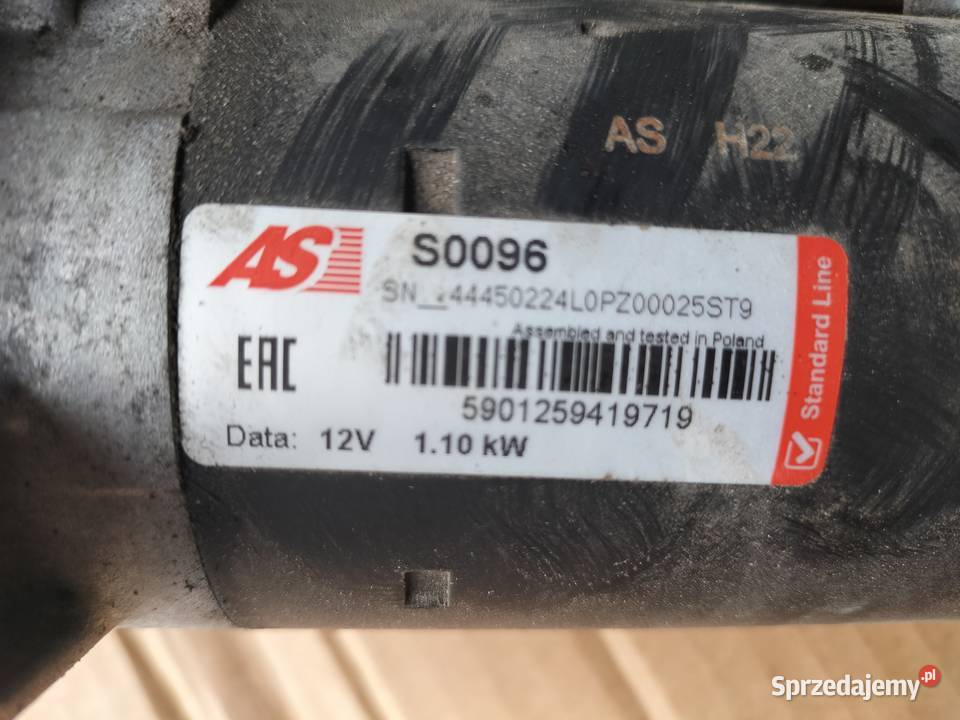 AS H22
AS
S0096
44450224L0PZ00025ST9
Assembled and tested in Poland
EAC
5901259419719
Data: 12V 1.10 kW
Standard Line
Sprzedajemy.pl